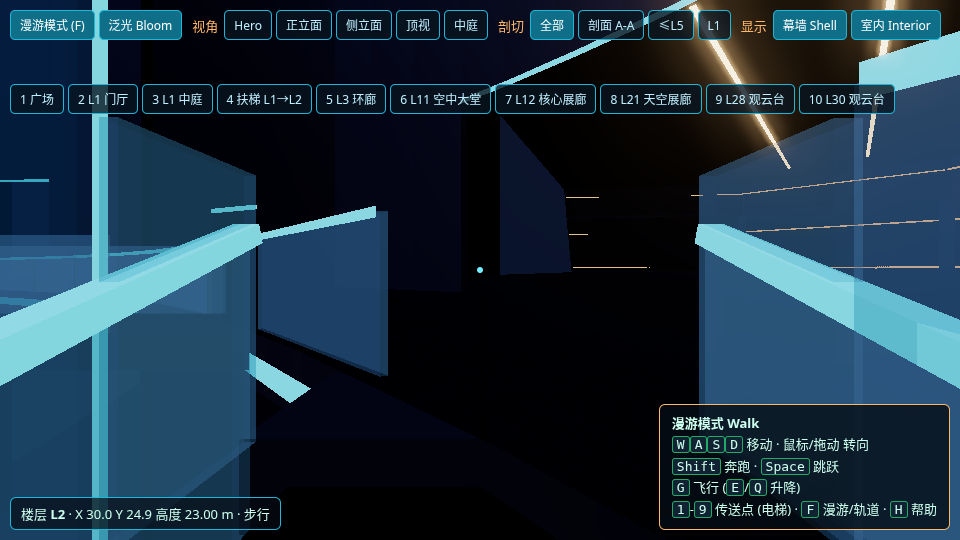 漫游模式 (F) 泛光 Bloom 视角 Hero 正立面 侧立面 顶视 中庭 剖切 全部 剖面 A-A ≤L5 L1 显示 幕墙 Shell 室内 Interior
1 广场 2 L1 门厅 3 L1 中庭 4 扶梯 L1→L2 5 L3 环廊 6 L11 空中大堂 7 L12 核心展廊 8 L21 天空展廊 9 L28 观云台 10 L30 观云台
漫游模式 Walk
W A S D 移动 · 鼠标/拖动 转向
Shift 奔跑 · Space 跳跃
G 飞行 (E/Q 升降)
1-9 传送点 (电梯) · F 漫游/轨道 · H 帮助
楼层 L2 · X 30.0 Y 24.9 高度 23.00 m · 步行